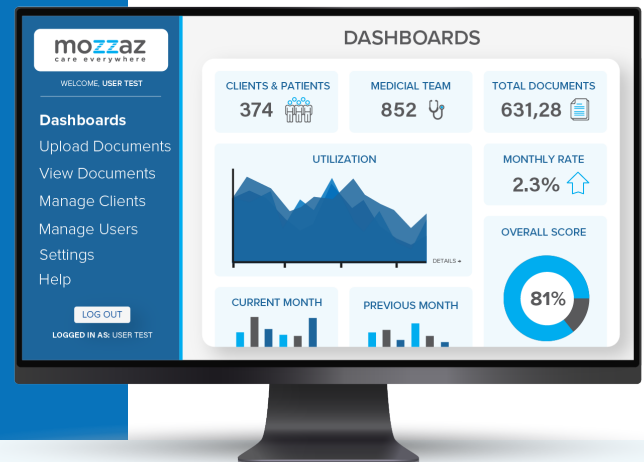 mozzaz
care everywhere
WELCOME, USER TEST
Dashboards
Upload Documents
View Documents
Manage Clients
Manage Users
Settings
Help
LOG OUT
LOGGED IN AS: USER TEST
DASHBOARDS
CLIENTS & PATIENTS
374
MEDICIAL TEAM
852
TOTAL DOCUMENTS
631,28
UTILIZATION
DETAILS
MONTHLY RATE
2.3%
OVERALL SCORE
81%
CURRENT MONTH
PREVIOUS MONTH